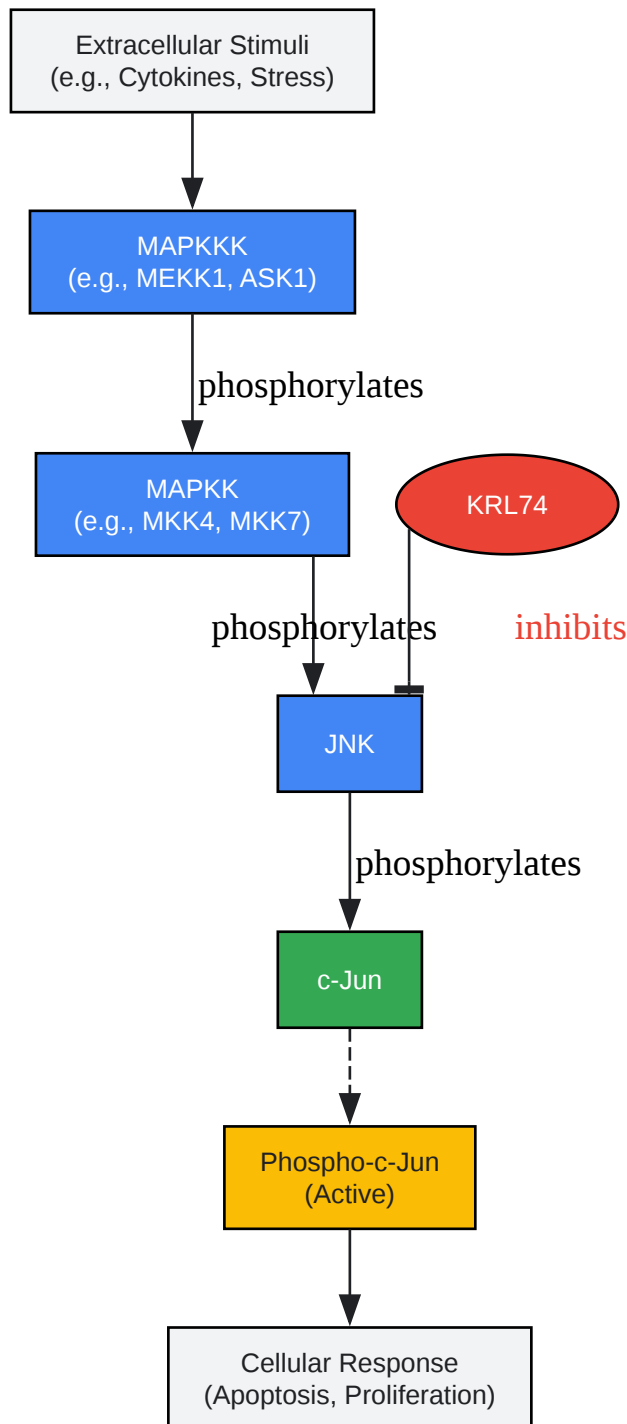 Extracellular Stimuli
(e.g., Cytokines, Stress)
MAPKKK
(e.g., MEKK1, ASK1)
phosphorylates
MAPKK
(e.g., MKK4, MKK7)
KRL74
phosphorylates
inhibits
JNK
phosphorylates
c-Jun
Phospho-c-Jun
(Active)
Cellular Response
(Apoptosis, Proliferation)